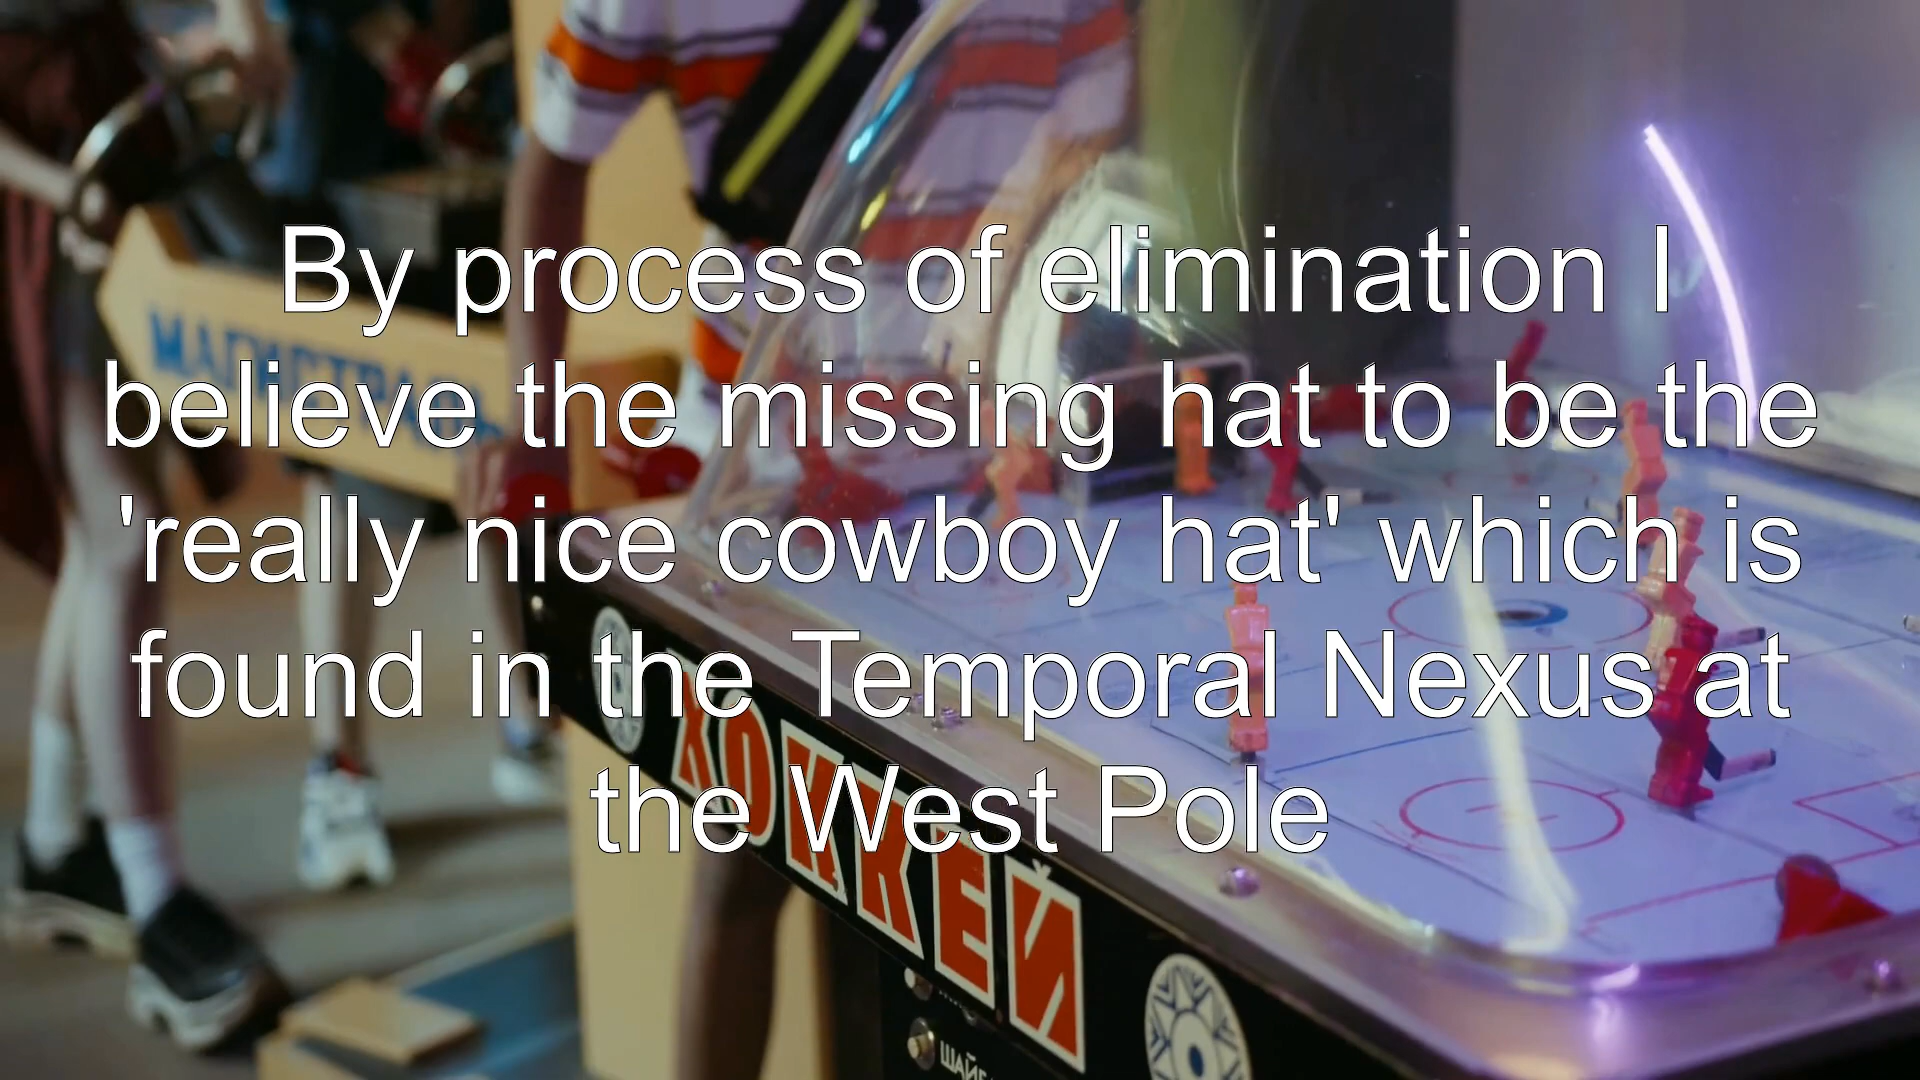 By process of elimination I
believe the missing hat to be the
'really nice cowboy hat' which is
found in the Temporal Nexus at
the West Pole
МАГИСТРАЛЬ
ХОККЕЙ